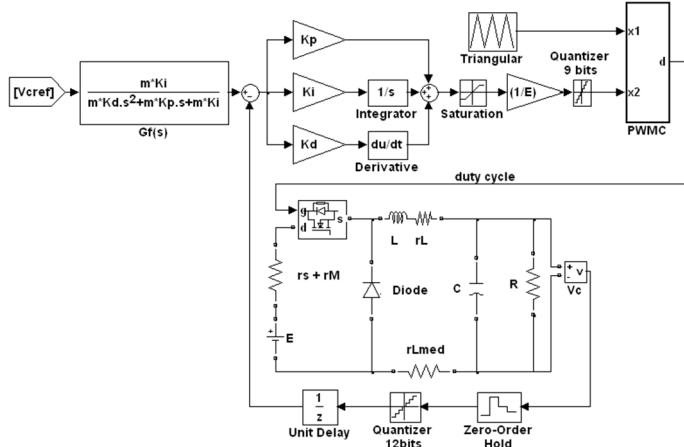 Kp
Triangular
x1
Quantizer
9 bits
d
[Vcref]
m*Ki
m*Kd.s2+m*Kp.s+m*Ki
Gf(s)
Ki
1/s
Integrator
Saturation
(1/E)
x2
PWMC
Kd
du/dt
Derivative
duty cycle
g
d
s
L
rL
rs + rM
Diode
C
R
+
-
v
Vc
E
rLmed
1
z
Unit Delay
Quantizer
12bits
Zero-Order
Hold